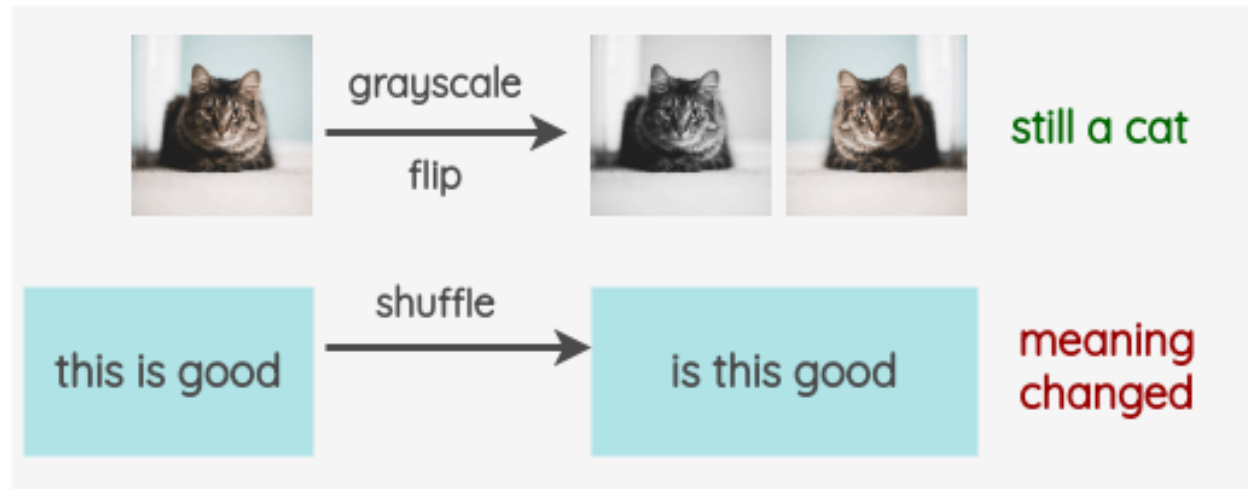 grayscale
flip
still a cat
shuffle
this is good
is this good
meaning
changed